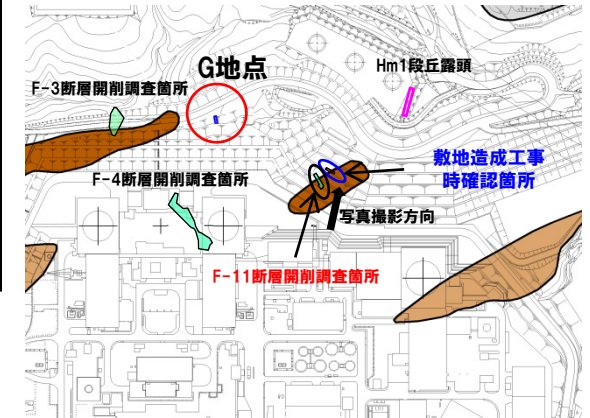 G地点
Hm1段丘露頭
F-3断層開削調査箇所
敷地造成工事
時確認箇所
F-4断層開削調査箇所
写真撮影方向
F-11断層開削調査箇所